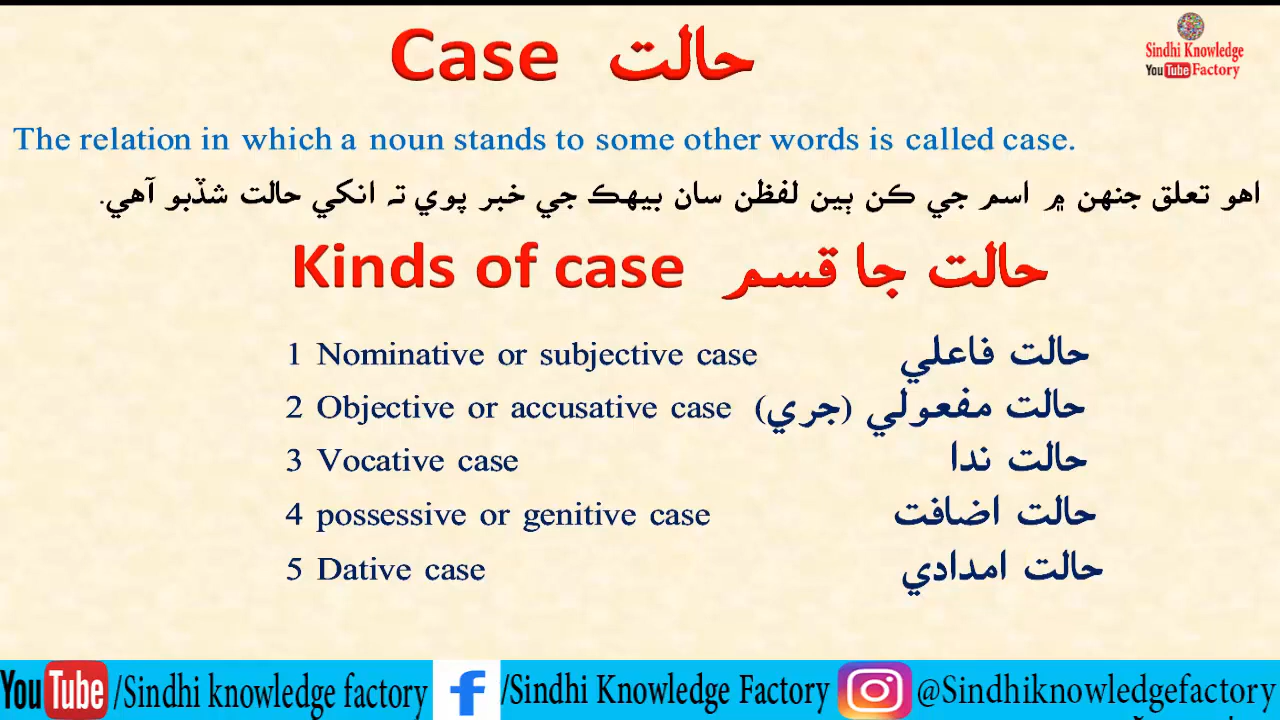 Case حالت
Sindhi Knowledge
YouTube Factory
The relation in which a noun stands to some other words is called case.
اهو تعلق جنهن ۾ اسم جي ڪن ٻين لفظن سان بيهڪ جي خبر پوي ته انکي حالت سڏبو آهي.
Kinds of case حالت جا قسم
1 Nominative or subjective case حالت فاعلي
2 Objective or accusative case حالت مفعولي (جري)
3 Vocative case حالت ندا
4 possessive or genitive case حالت اضافت
5 Dative case حالت امدادي
YouTube /Sindhi knowledge factory f /Sindhi Knowledge Factory @Sindhiknowledgefactory